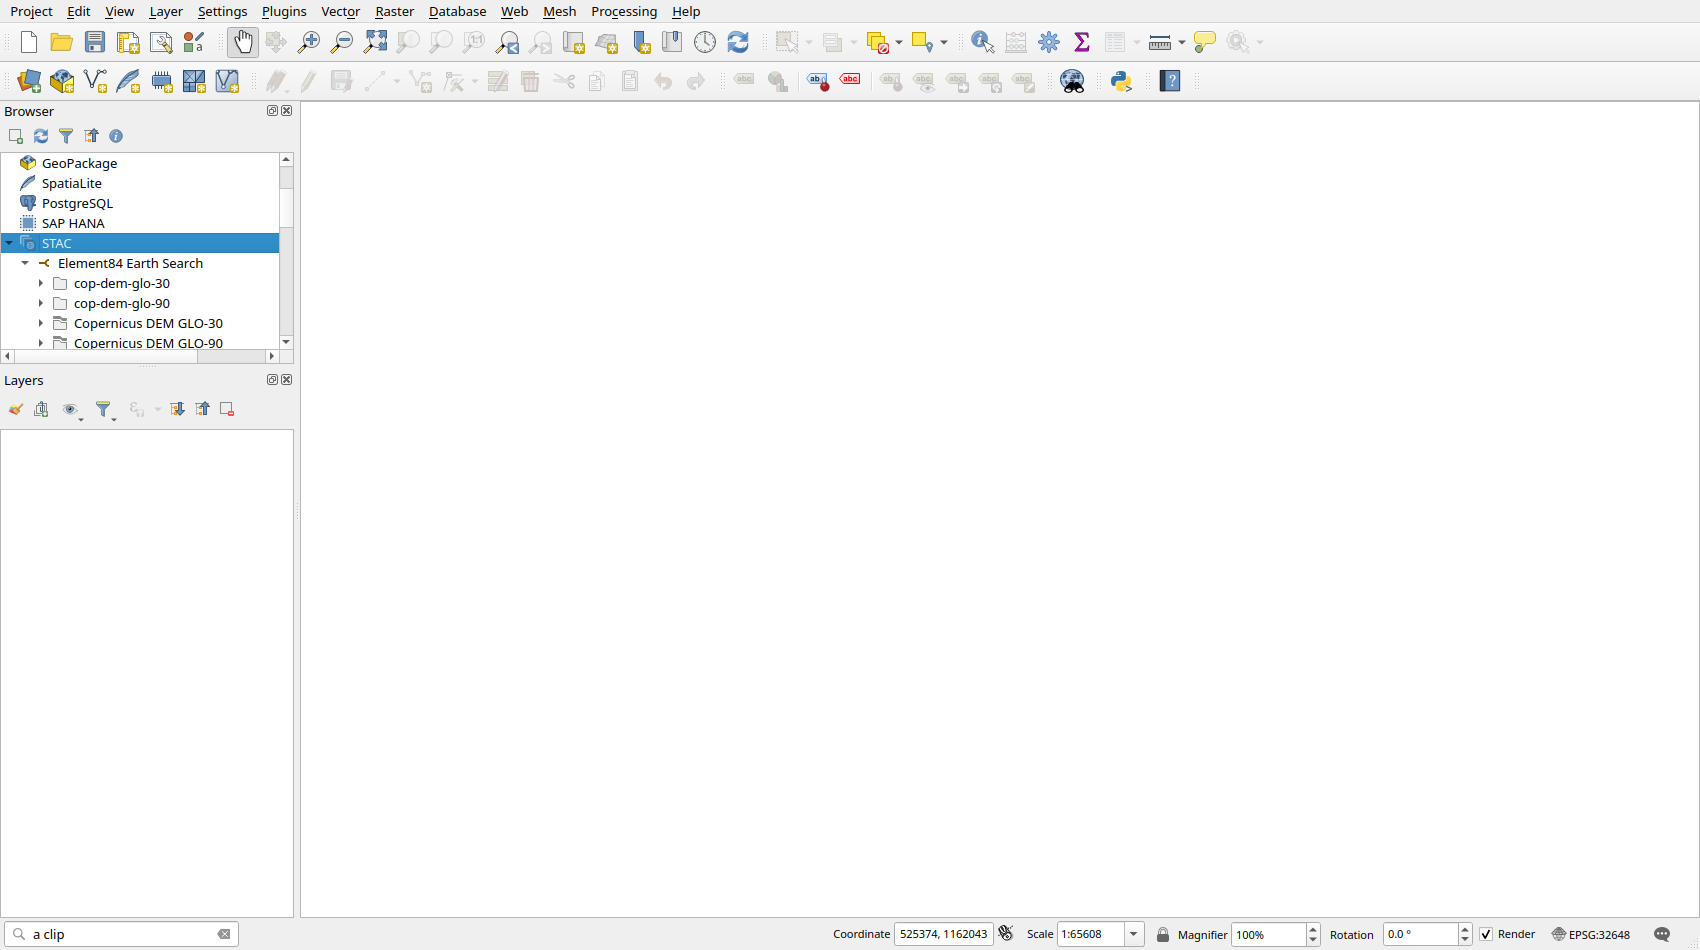 Project Edit View Layer Settings Plugins Vector Raster Database Web Mesh Processing Help
Browser
GeoPackage
SpatiaLite
PostgreSQL
SAP HANA
STAC
Element84 Earth Search
cop-dem-glo-30
cop-dem-glo-90
Copernicus DEM GLO-30
Copernicus DEM GLO-90
Layers
a clip
Coordinate 525374, 1162043 Scale 1:65608 Magnifier 100% Rotation 0.0 ° Render EPSG:32648